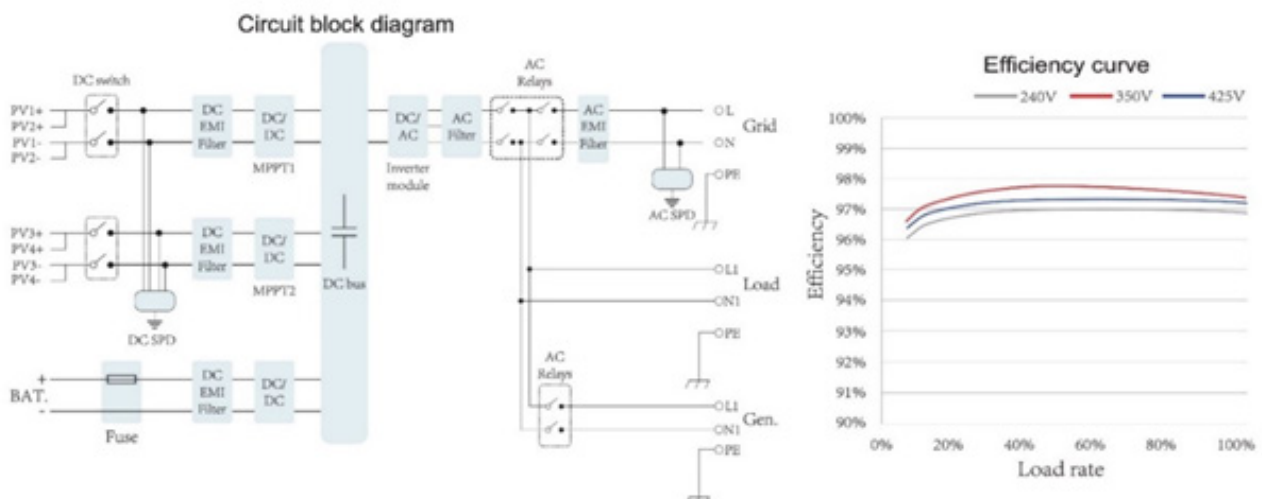 Circuit block diagram
DC switch
PV1+
PV2+
PV1-
PV2-
DC
EMI
Filter
DC/
DC
MPPT1
PV3+
PV4+
PV3-
PV4-
DC
EMI
Filter
DC/
DC
MPPT2
DC SPD
BAT.
+
-
Fuse
DC
EMI
Filter
DC/
DC
DC bus
DC/
AC
Inverter
module
AC
Filter
AC
Relays
AC
EMI
Filter
AC SPD
L
N
PE
Grid
L1
N1
PE
Load
AC
Relays
L1
N1
PE
Gen.
Efficiency curve
240V 350V 425V
Efficiency
100%
99%
98%
97%
96%
95%
94%
93%
92%
91%
90%
0% 20% 40% 60% 80% 100%
Load rate